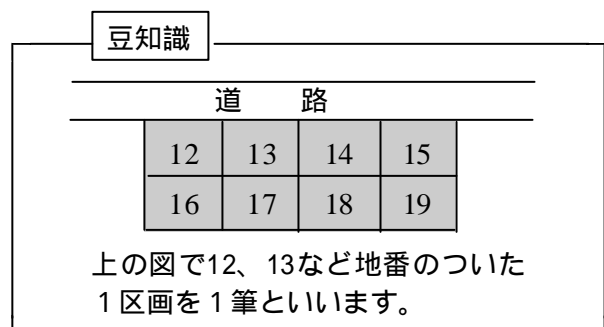 豆知識
道　　路
12 13 14 15
16 17 18 19
上の図で12、13など地番のついた
１区画を１筆といいます。